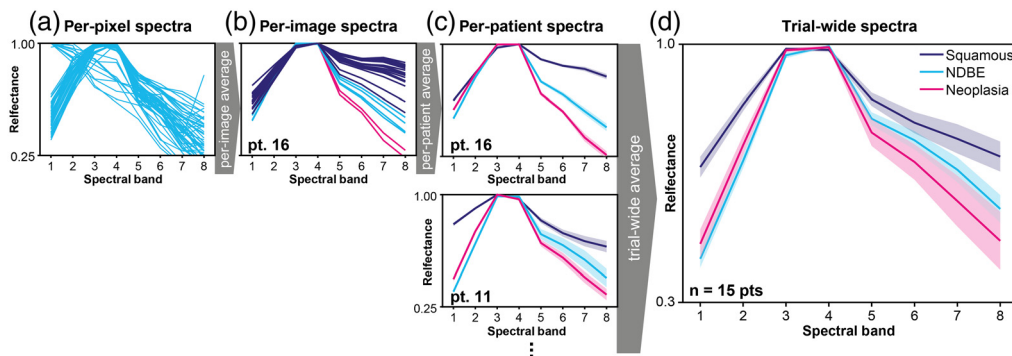 (a) Per-pixel spectra
1.00
Relfectance
0.25
1 2 3 4 5 6 7 8
Spectral band
per-image average
(b) Per-image spectra
pt. 16
1 2 3 4 5 6 7 8
Spectral band
per-patient average
(c) Per-patient spectra
1.00
Relfectance
0.25
pt. 16
1 2 3 4 5 6 7 8
Spectral band
1.00
Relfectance
0.25
pt. 11
1 2 3 4 5 6 7 8
Spectral band
trial-wide average
(d) Trial-wide spectra
1.0
Relfectance
0.3
Squamous
NDBE
Neoplasia
n = 15 pts
1 2 3 4 5 6 7 8
Spectral band